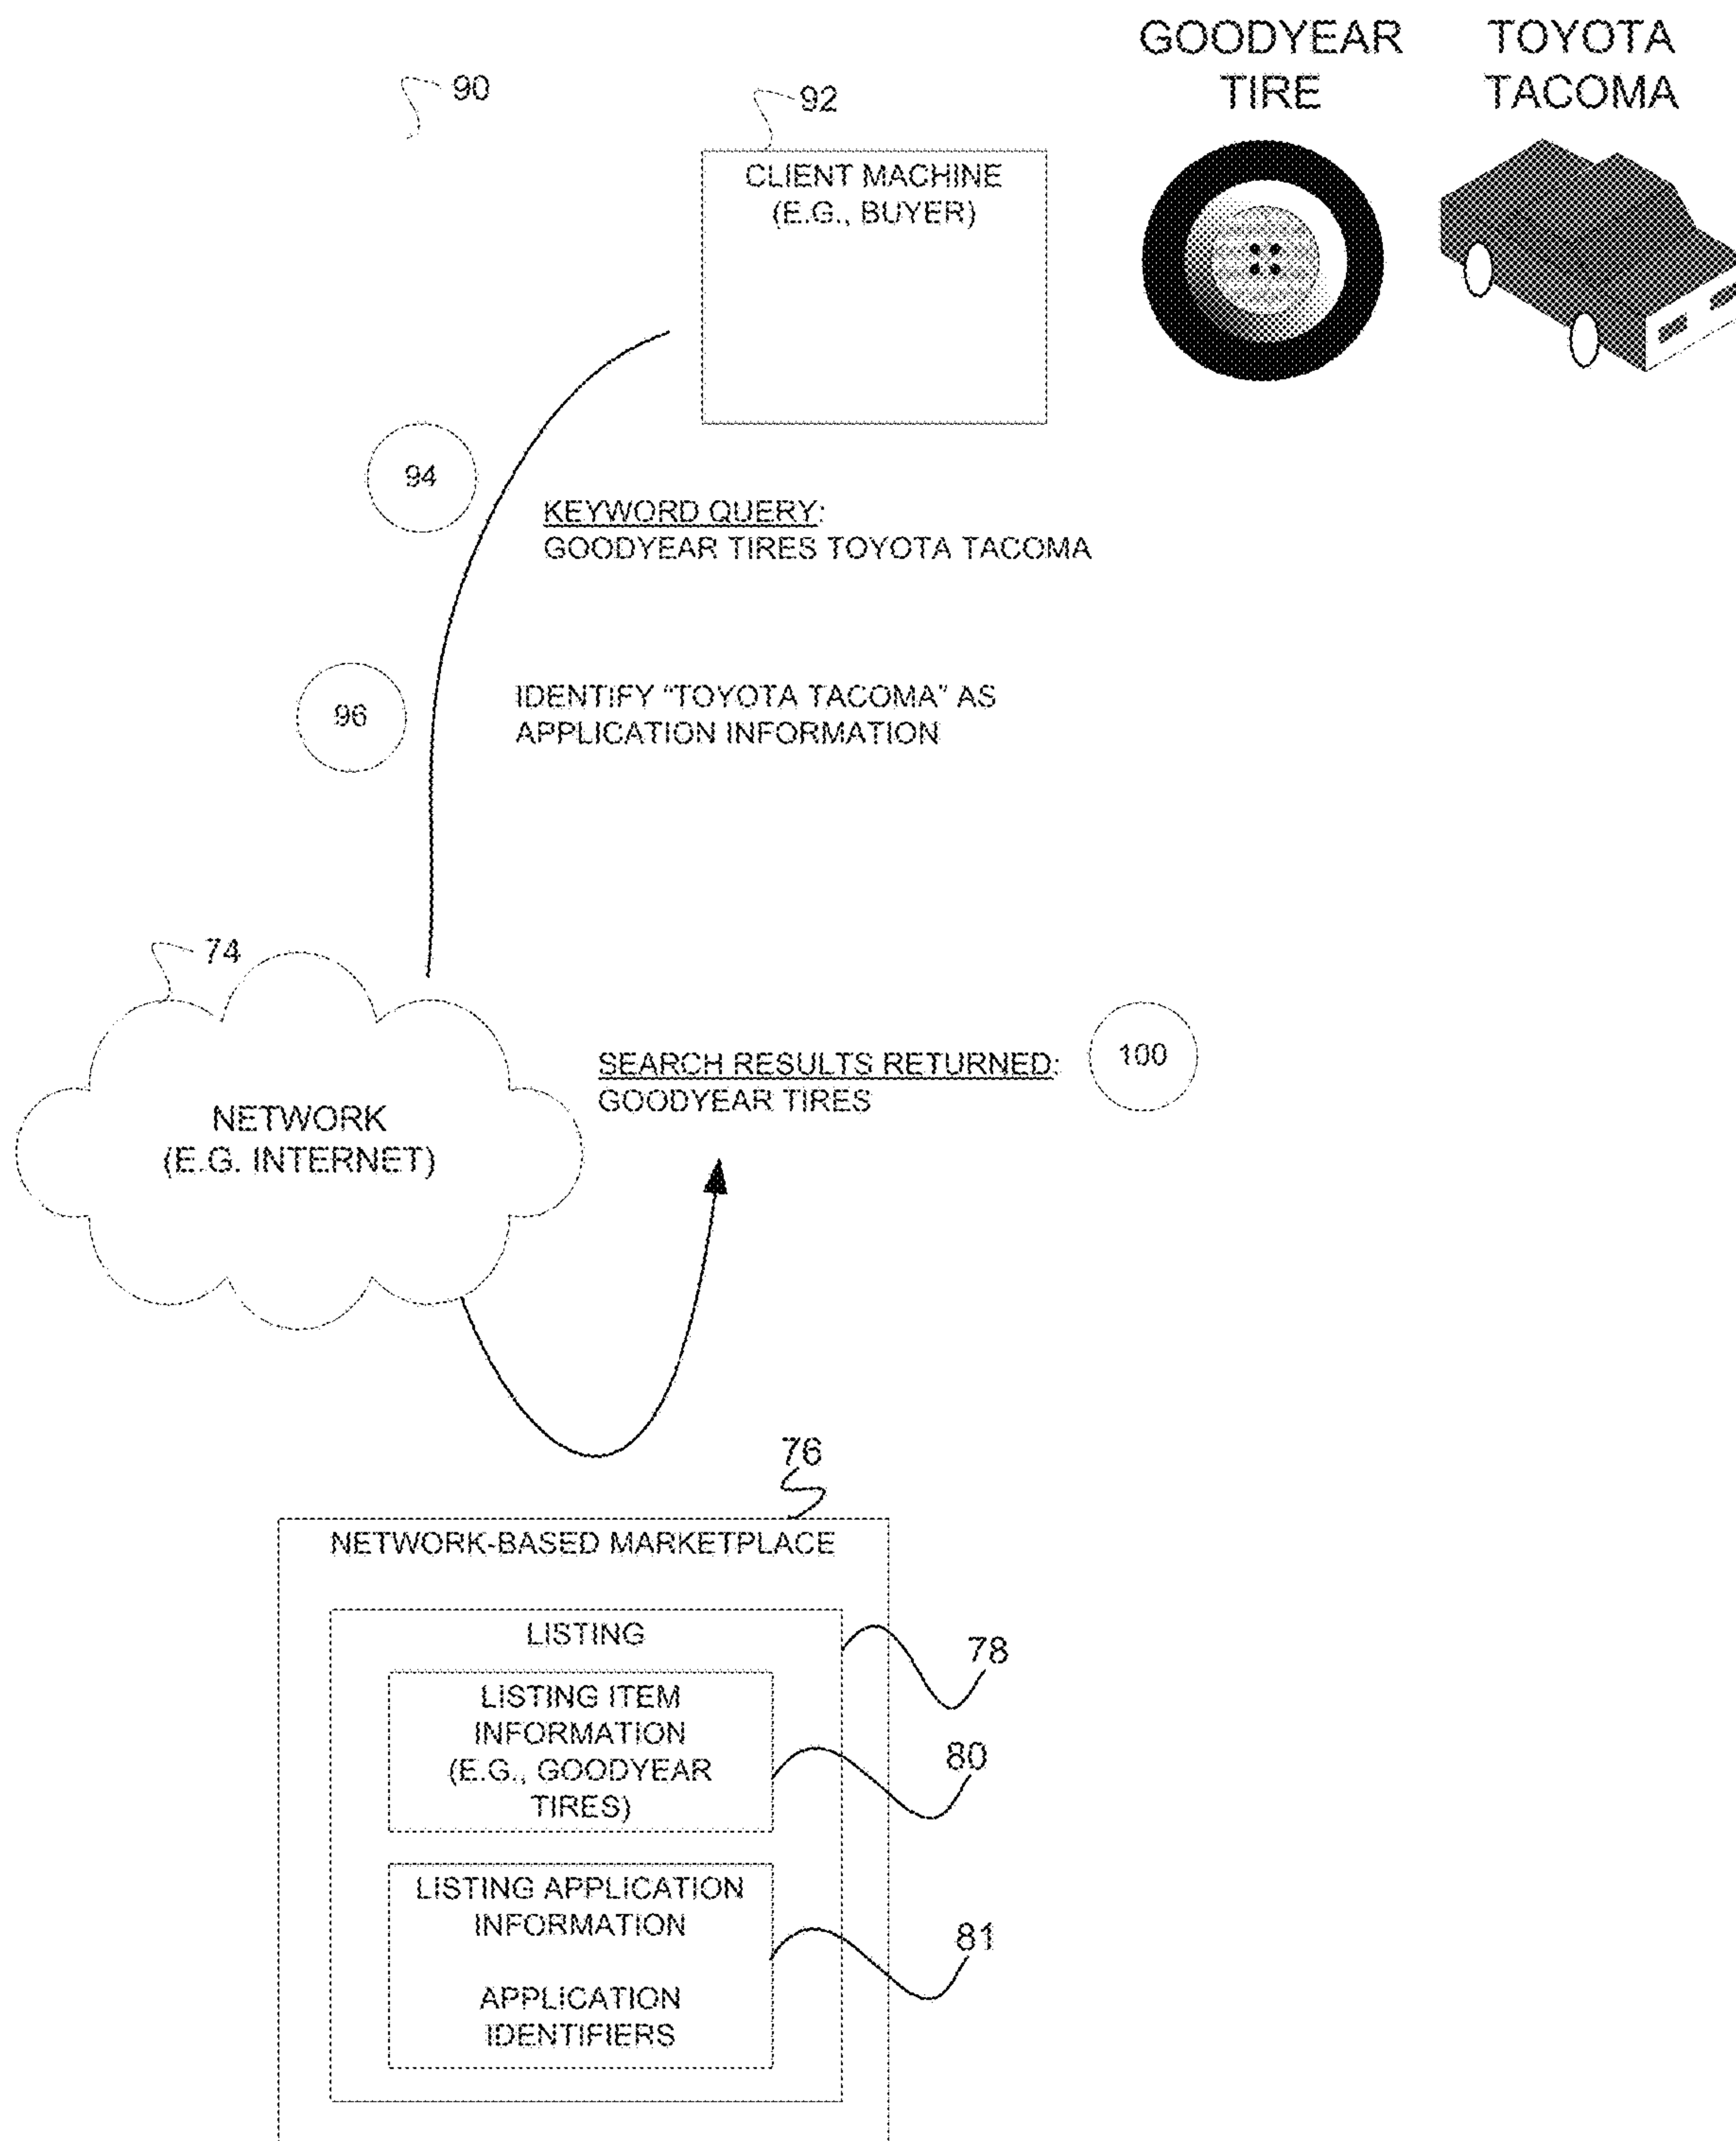 GOODYEAR
TIRE
TOYOTA
TACOMA
90
92
CLIENT MACHINE
(E.G., BUYER)
94
KEYWORD QUERY:
GOODYEAR TIRES TOYOTA TACOMA
96
IDENTIFY "TOYOTA TACOMA" AS
APPLICATION INFORMATION
74
NETWORK
(E.G. INTERNET)
SEARCH RESULTS RETURNED:
GOODYEAR TIRES
100
76
NETWORK-BASED MARKETPLACE
LISTING
78
LISTING ITEM
INFORMATION
(E.G., GOODYEAR
TIRES)
80
LISTING APPLICATION
INFORMATION
APPLICATION
IDENTIFIERS
81